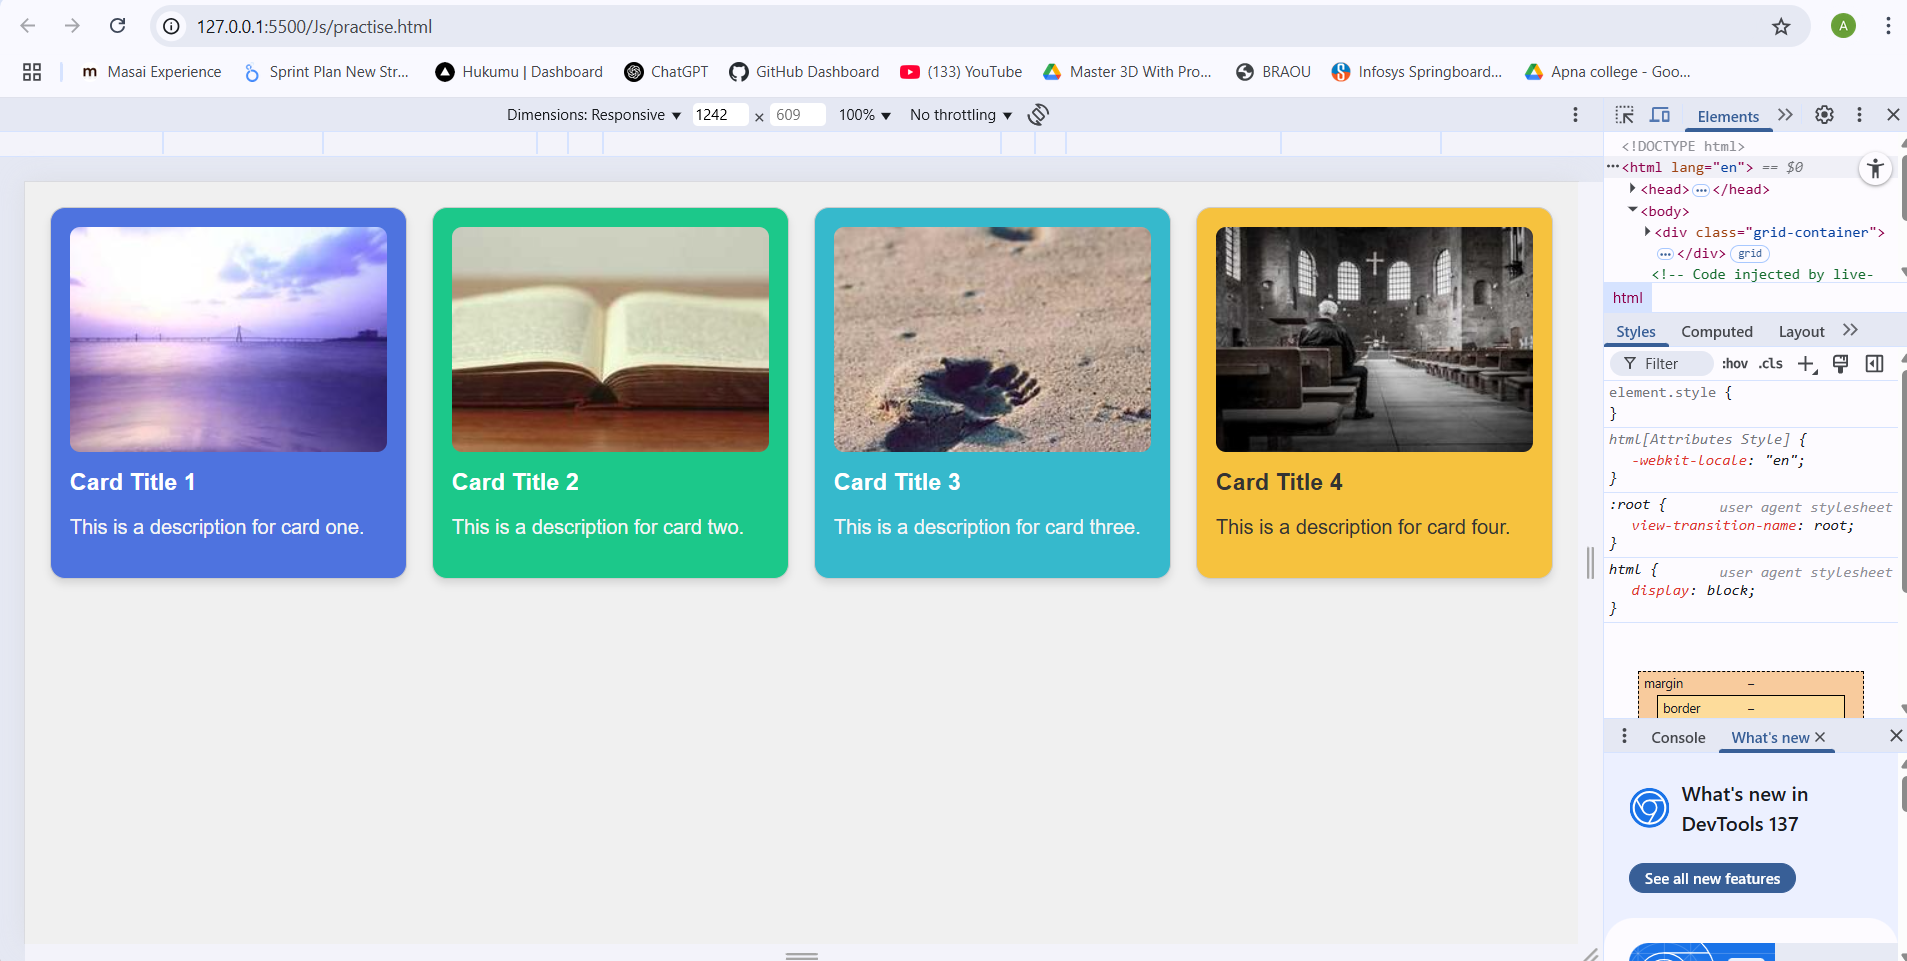 127.0.0.1:5500/Js/practise.html
A
m Masai Experience Sprint Plan New Str... Hukumu | Dashboard ChatGPT GitHub Dashboard (133) YouTube Master 3D With Pro... BRAOU Infosys Springboard... Apna college - Goo...
Dimensions: Responsive 1242 × 609 100% No throttling
Elements
<!DOCTYPE html>
<html lang="en"> == $0
<head> </head>
<body>
<div class="grid-container">
</div> grid
<!-- Code injected by live-
html
Styles Computed Layout
Filter :hov .cls
element.style {
}
html[Attributes Style] {
-webkit-locale: "en";
}
:root { user agent stylesheet
view-transition-name: root;
}
html { user agent stylesheet
display: block;
}
margin –
border –
Console What's new
What's new in
DevTools 137
See all new features
Card Title 1
This is a description for card one.
Card Title 2
This is a description for card two.
Card Title 3
This is a description for card three.
Card Title 4
This is a description for card four.